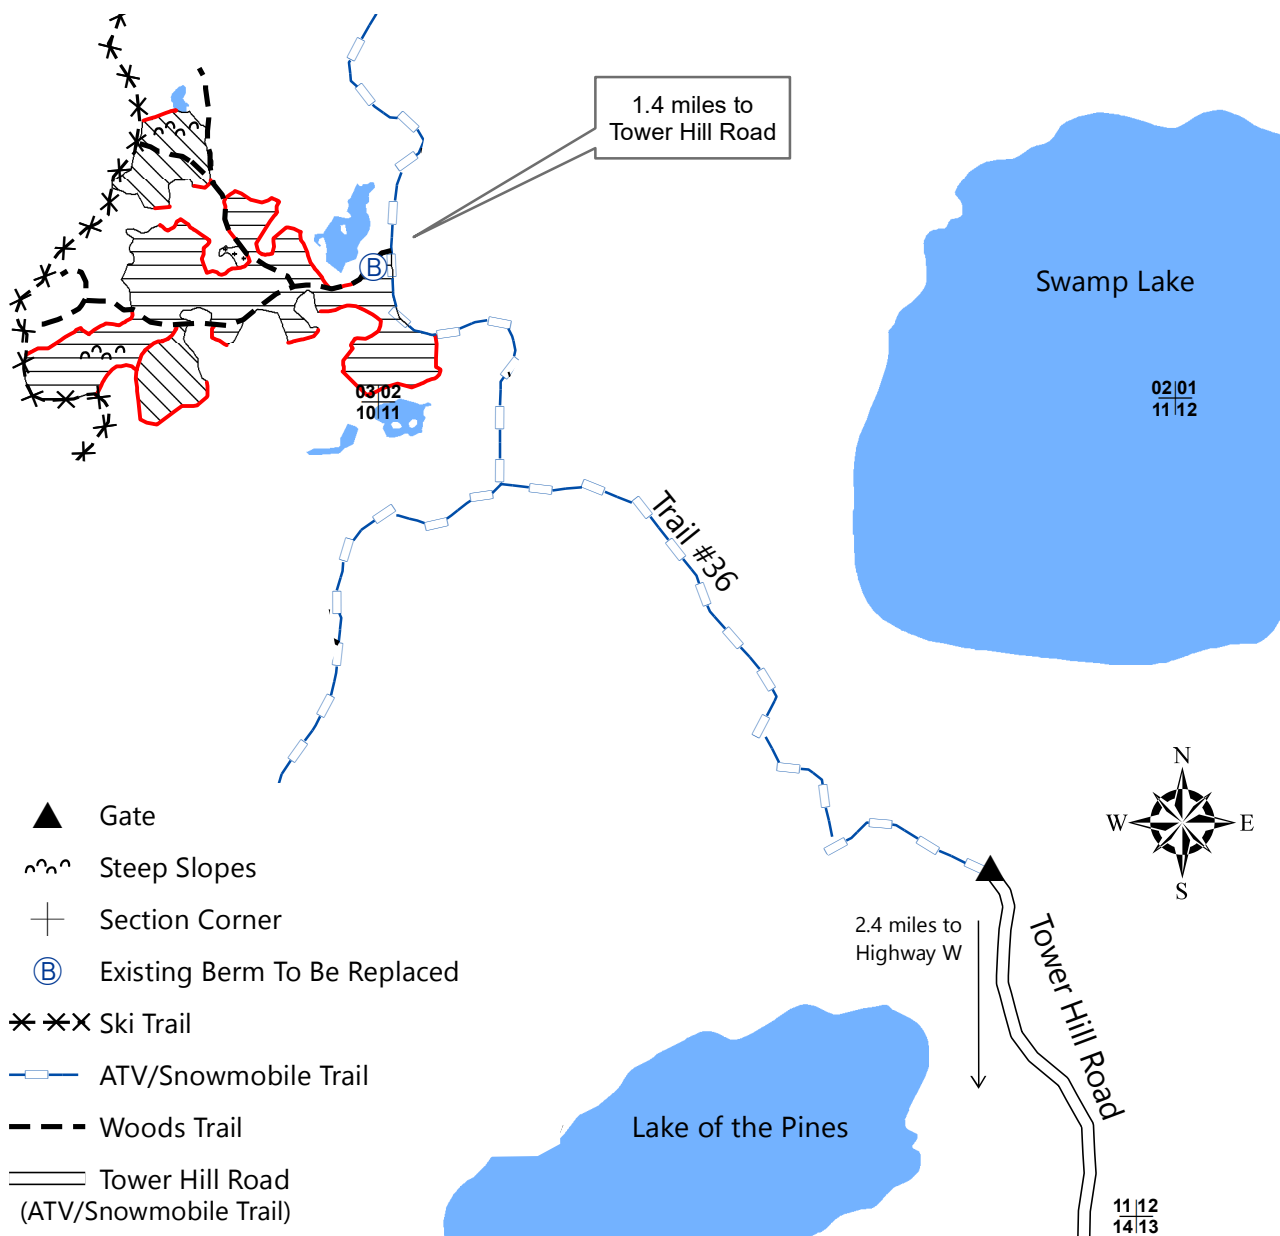 1.4 miles to
Tower Hill Road
Swamp Lake
03 02
10 11
02 01
11 12
Trail #36
N
W E
S
2.4 miles to
Highway W
Tower Hill Road
Lake of the Pines
11 12
14 13
B
Gate
Steep Slopes
Section Corner
B Existing Berm To Be Replaced
Ski Trail
ATV/Snowmobile Trail
Woods Trail
Tower Hill Road
(ATV/Snowmobile Trail)